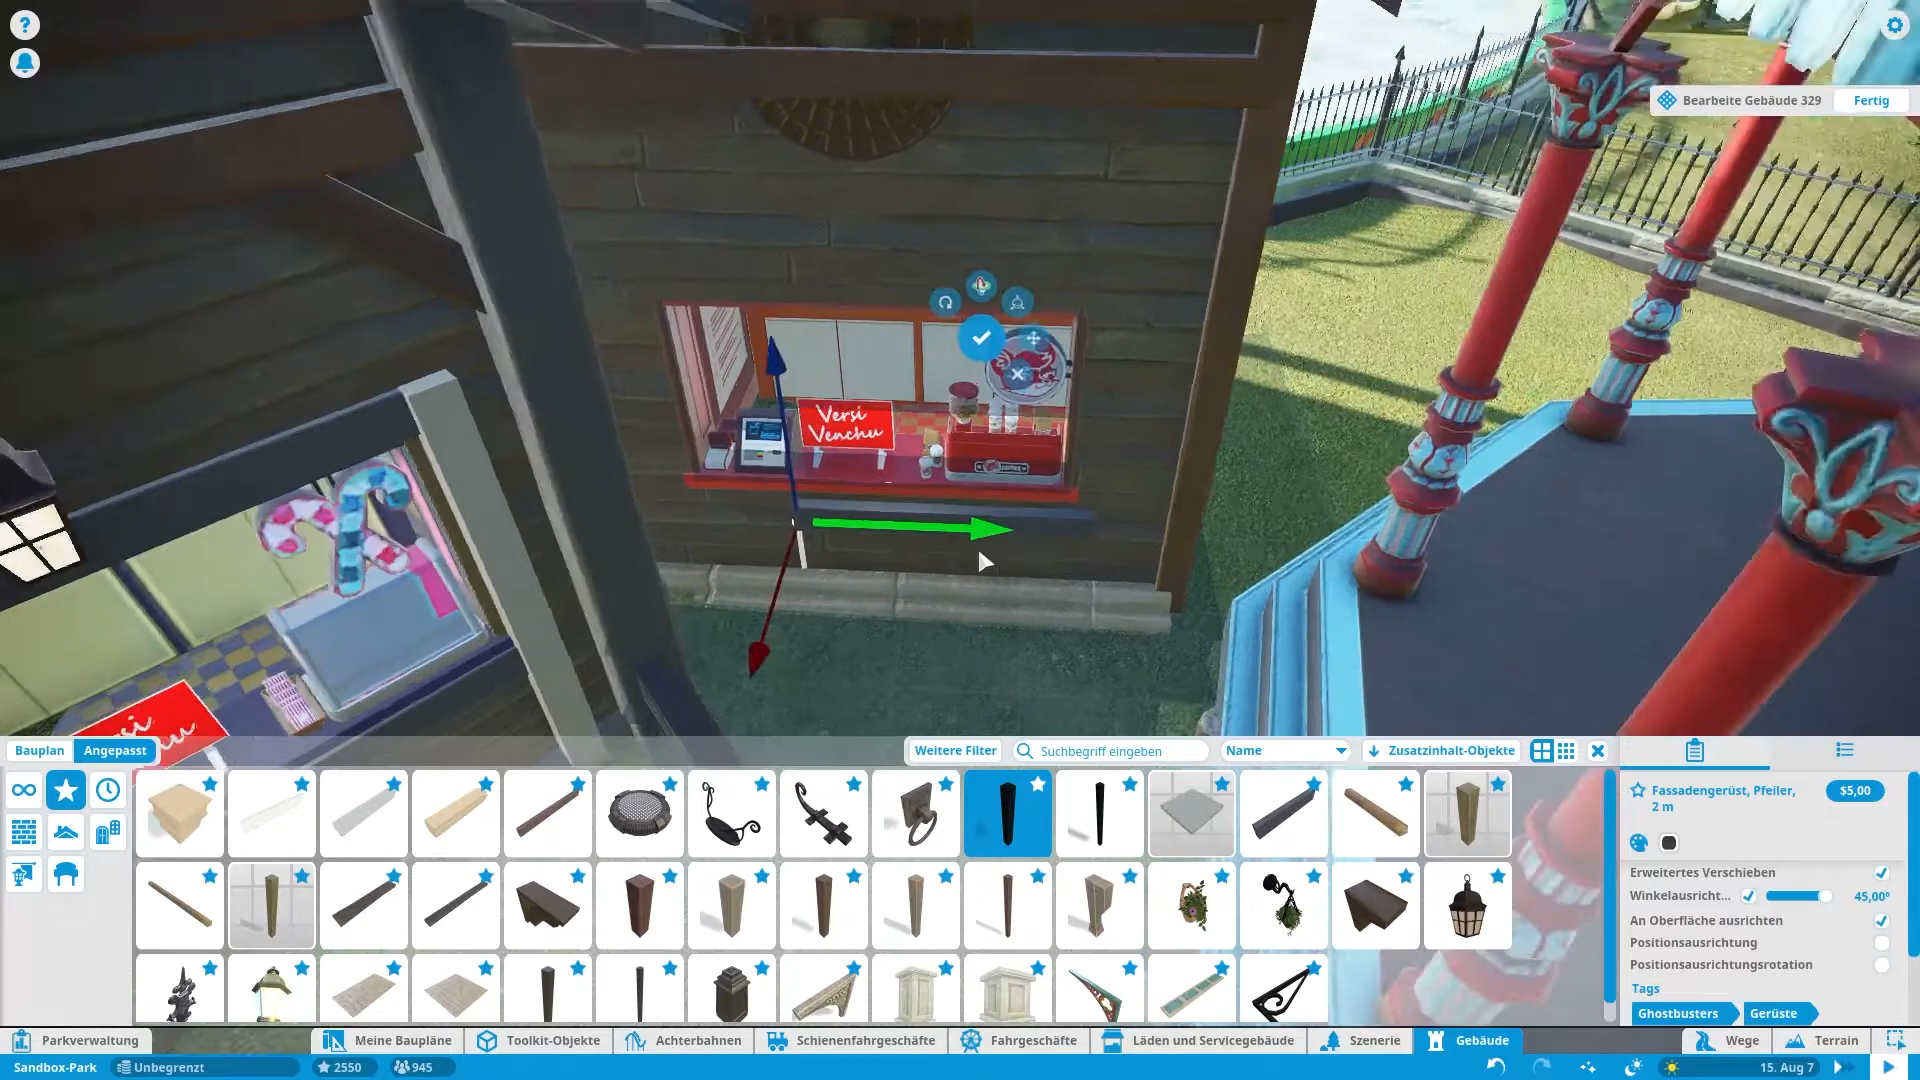 ?
Bearbeite Gebäude 329
Fertig
Versi
Venchu
Bauplan
Angepasst
Weitere Filter
Suchbegriff eingeben
Name
Zusatzinhalt-Objekte
Fassadengerüst, Pfeiler,
2 m
$5,00
Erweitertes Verschieben
Winkelausricht...
45,00°
An Oberfläche ausrichten
Positionsausrichtung
Positionsausrichtungsrotation
Tags
Ghostbusters
Gerüste
Parkverwaltung
Meine Baupläne
Toolkit-Objekte
Achterbahnen
Schienenfahrgeschäfte
Fahrgeschäfte
Läden und Servicegebäude
Szenerie
Gebäude
Wege
Terrain
Sandbox-Park
Unbegrenzt
2550
945
15. Aug 7